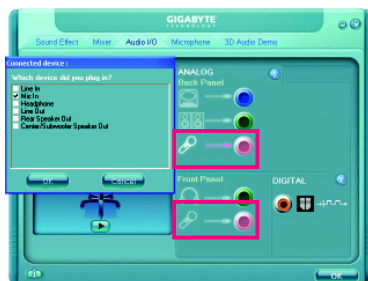 GIGABYTE
TECHNOLOGY
Sound Effect Mixer Audio I/O Microphone 3D Audio Demo
Connected device :
Which device did you plug in?
Line In
Mic In
Headphone
Line Out
Rear Speaker Out
Center/Subwoofer Speaker Out
OK Cancel
ANALOG
Back Panel
Front Panel
DIGITAL
OK